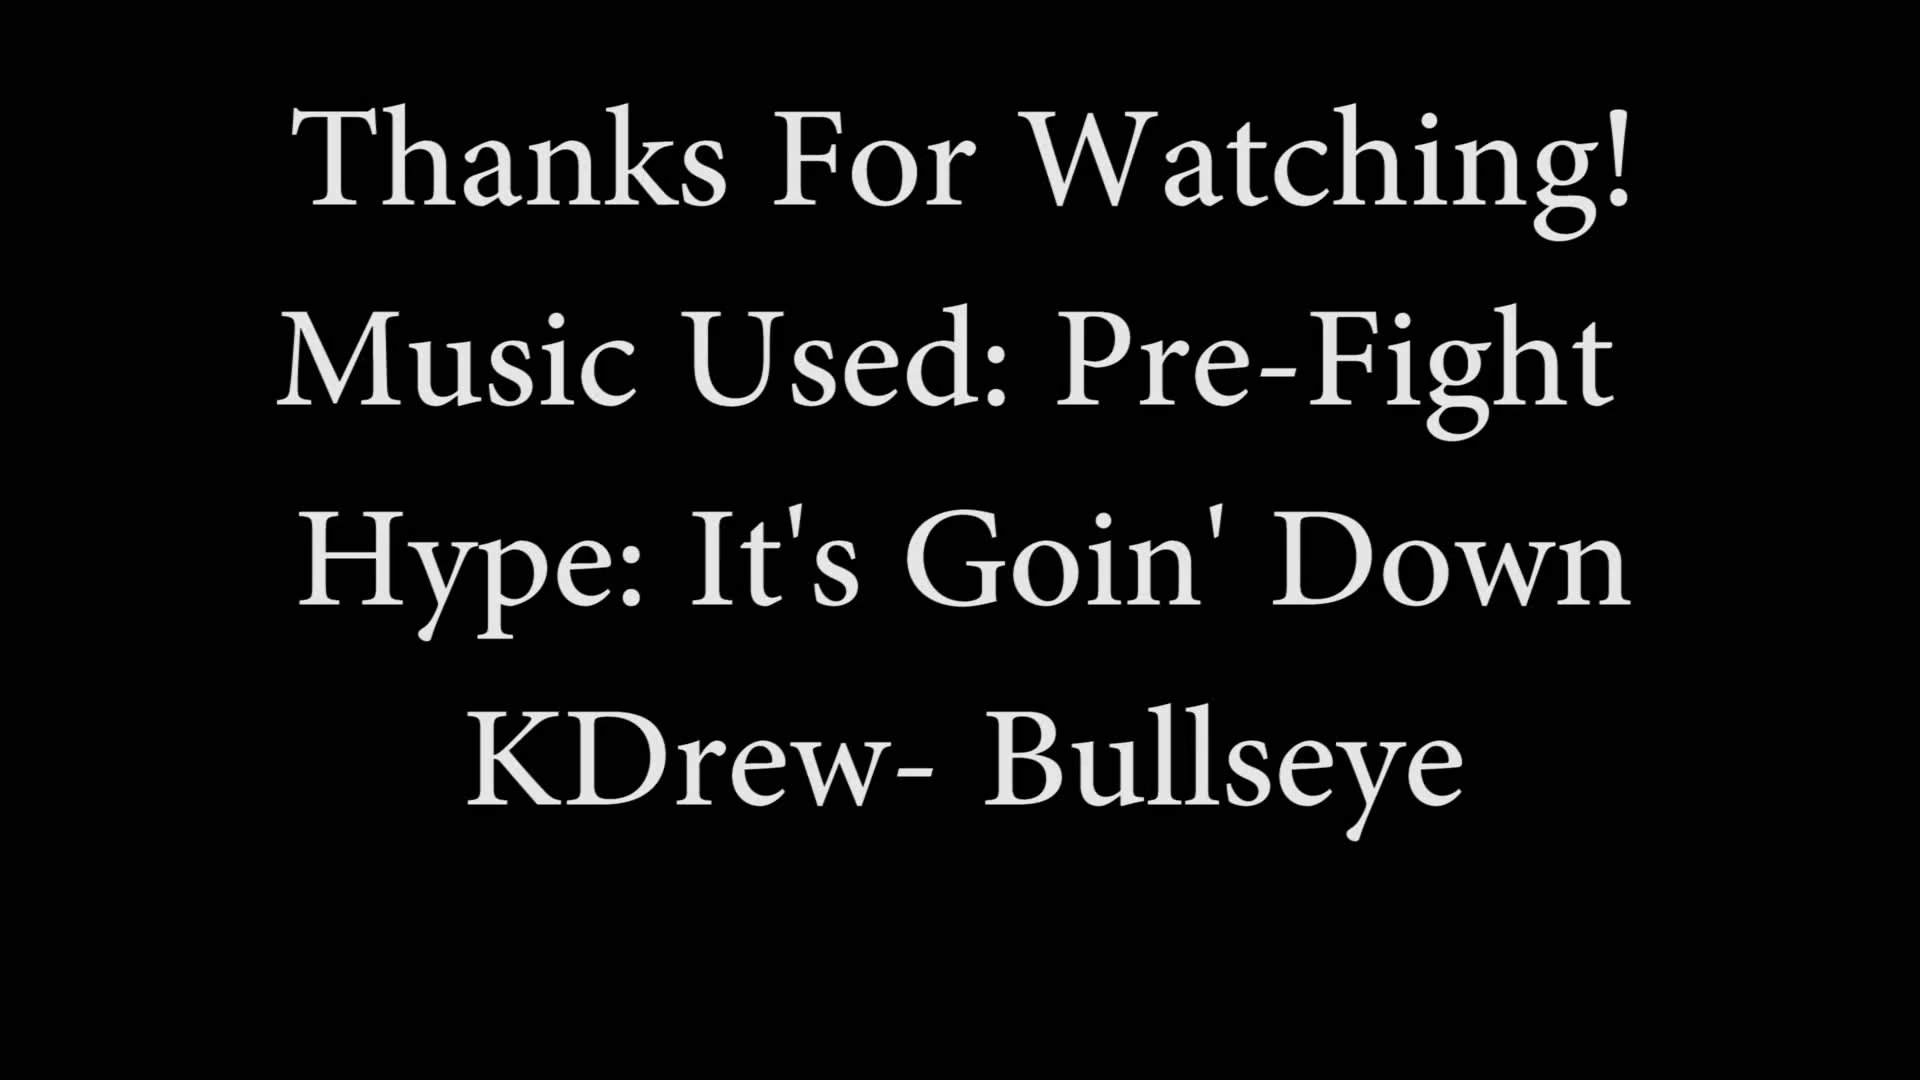 Thanks For Watching!
Music Used: Pre-Fight
Hype: It's Goin' Down
KDrew- Bullseye